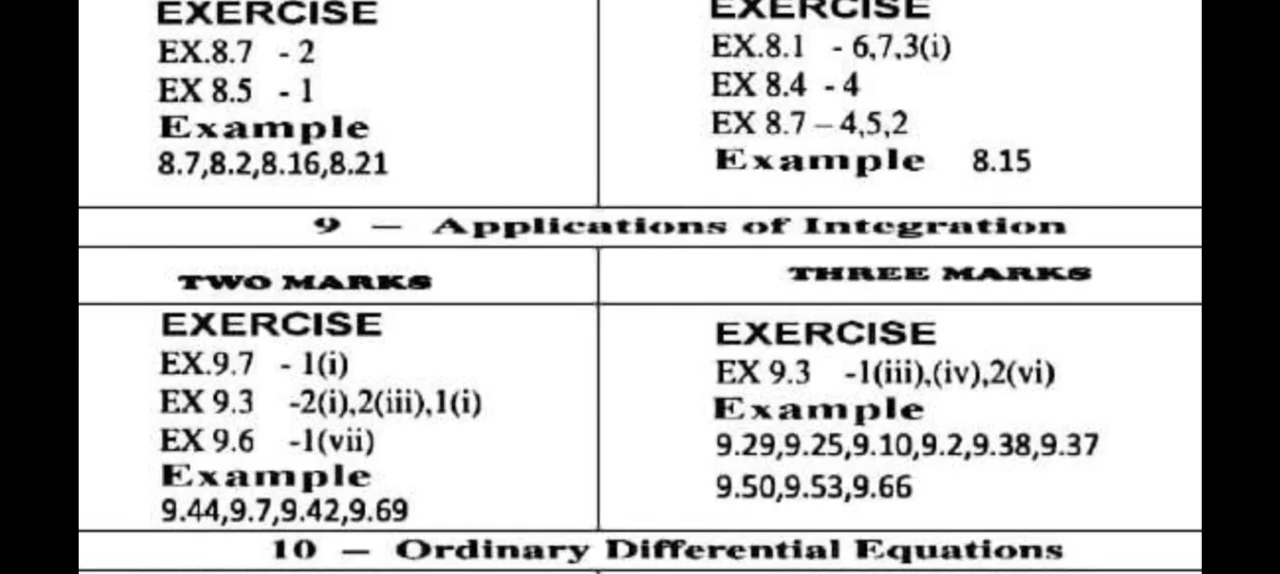 EXERCISE
EX.8.7 - 2
EX 8.5 - 1
Example
8.7,8.2,8.16,8.21
EXERCISE
EX.8.1 - 6,7,3(i)
EX 8.4 - 4
EX 8.7 – 4,5,2
Example 8.15
9 — Applications of Integration
TWO MARKS
EXERCISE
EX.9.7 - 1(i)
EX 9.3 -2(i),2(iii),1(i)
EX 9.6 -1(vii)
Example
9.44,9.7,9.42,9.69
THREE MARKS
EXERCISE
EX 9.3 -1(iii),(iv),2(vi)
Example
9.29,9.25,9.10,9.2,9.38,9.37
9.50,9.53,9.66
10 — Ordinary Differential Equations